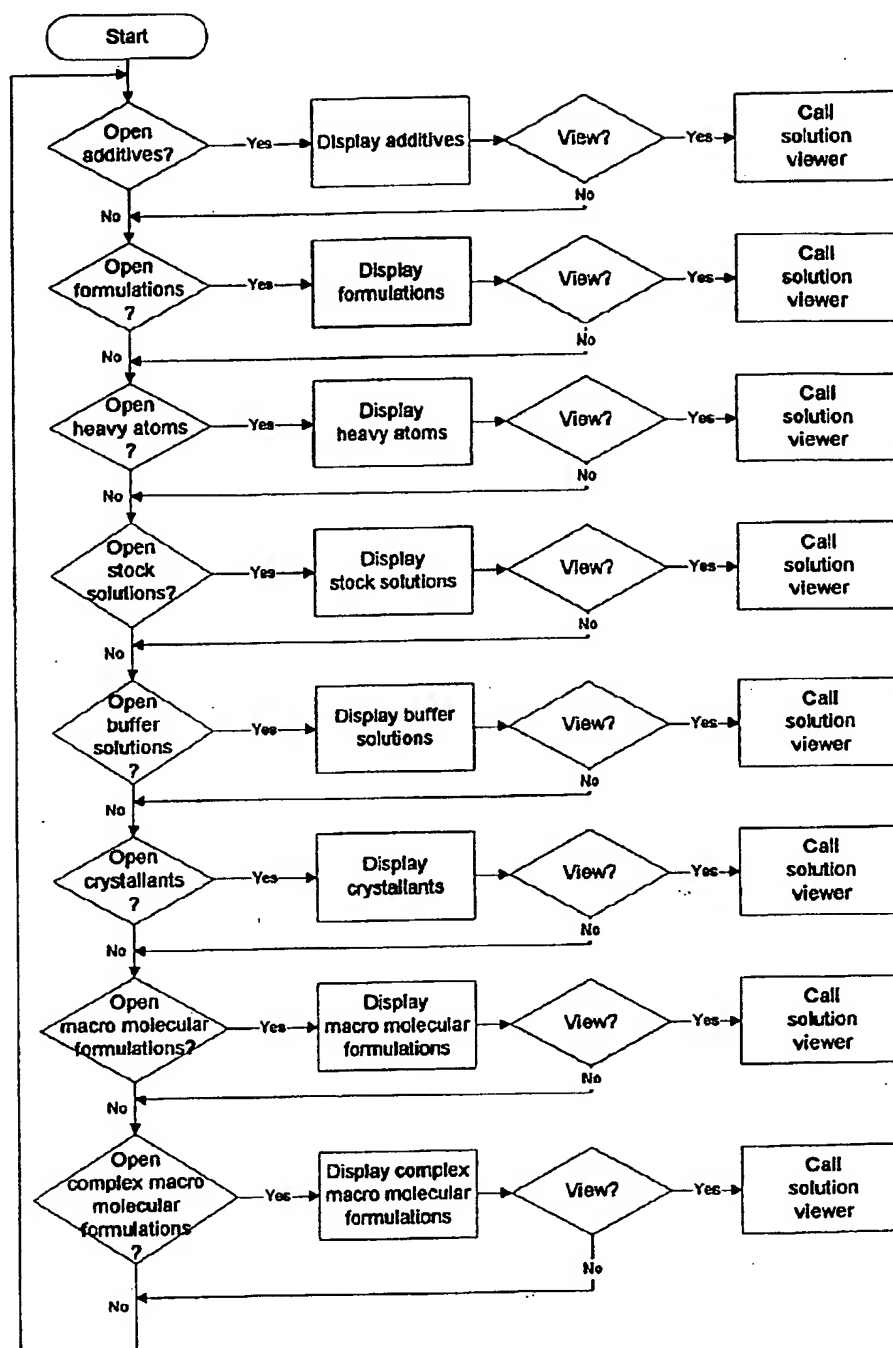 Start
Open
additives?
Yes
Display additives
View?
Yes
Call
solution
viewer
No
No
Open
formulations
?
Yes
Display
formulations
View?
Yes
Call
solution
viewer
No
No
Open
heavy atoms
?
Yes
Display
heavy atoms
View?
Yes
Call
solution
viewer
No
No
Open
stock
solutions?
Yes
Display
stock solutions
View?
Yes
Call
solution
viewer
No
No
Open
buffer
solutions
?
Yes
Display buffer
solutions
View?
Yes
Call
solution
viewer
No
No
Open
crystallants
?
Yes
Display
crystallants
View?
Yes
Call
solution
viewer
No
No
Open
macro molecular
formulations?
Yes
Display
macro molecular
formulations
View?
Yes
Call
solution
viewer
No
No
Open
complex macro
molecular
formulations
?
Yes
Display complex
macro molecular
formulations
View?
Yes
Call
solution
viewer
No
No